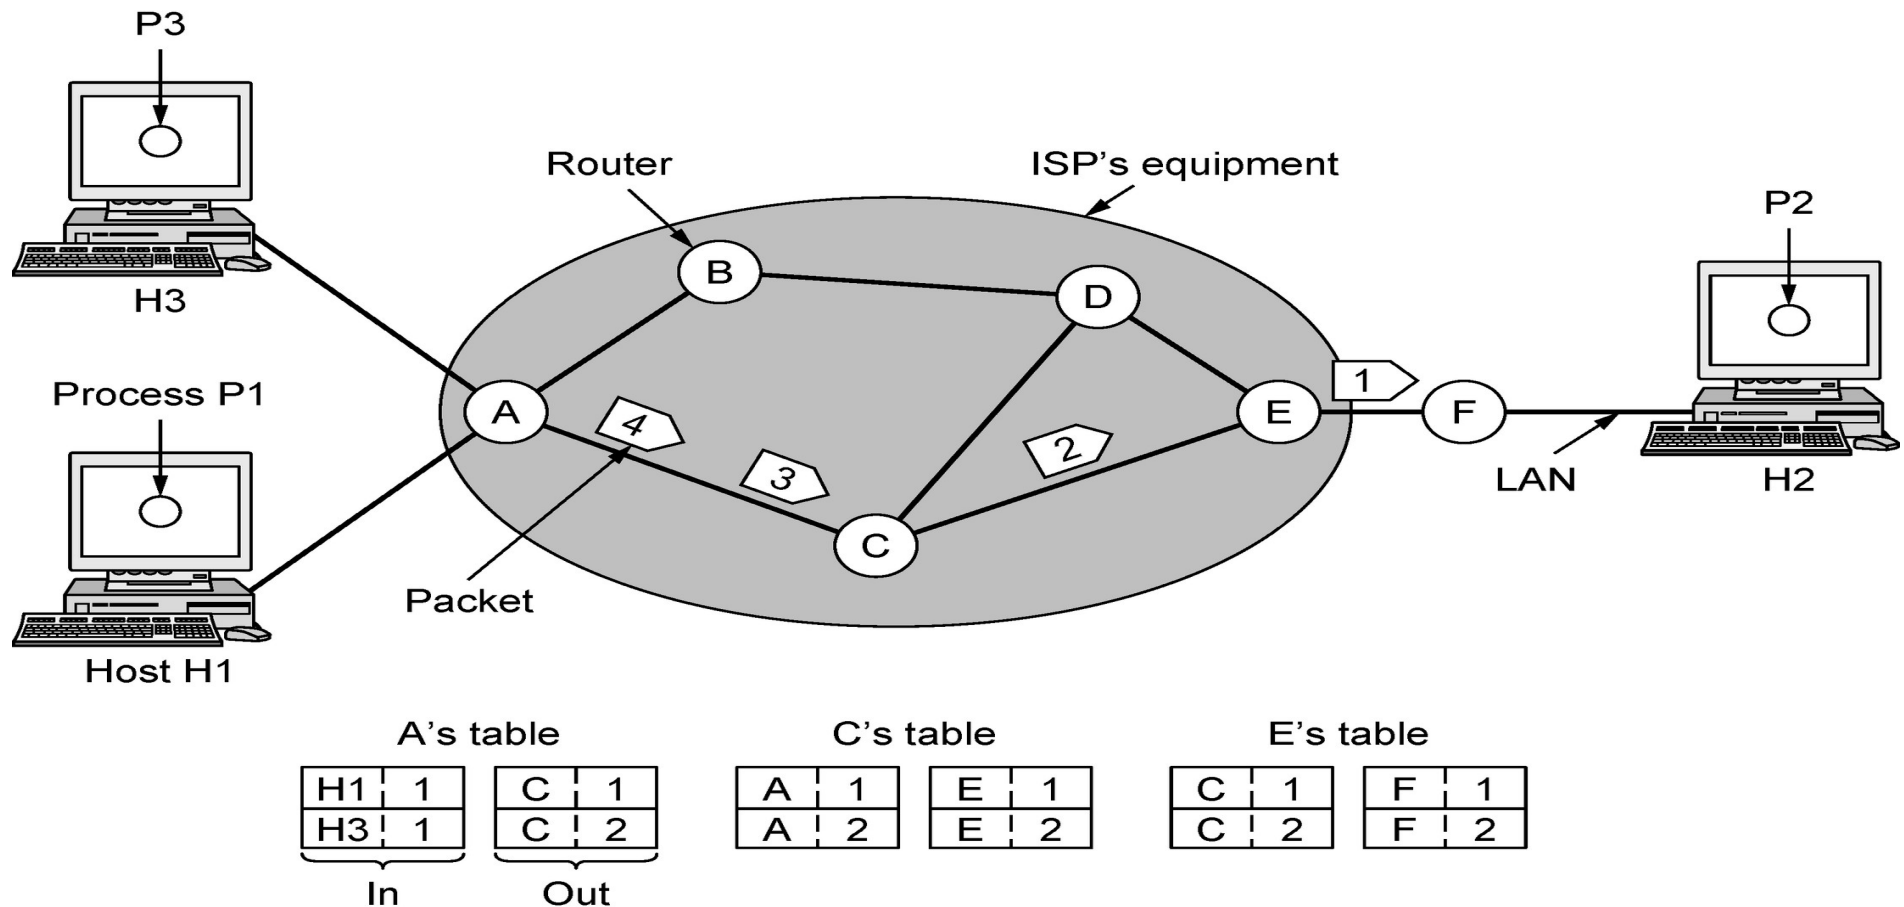 P3
Router
ISP's equipment
P2
B
D
H3
Process P1
A
4
1
E
F
2
3
LAN
H2
C
Packet
Host H1
A's table
C's table
E's table
H1 1 C 1 A 1 E 1 C 1 F 1
H3 1 C 2 A 2 E 2 C 2 F 2
In
Out